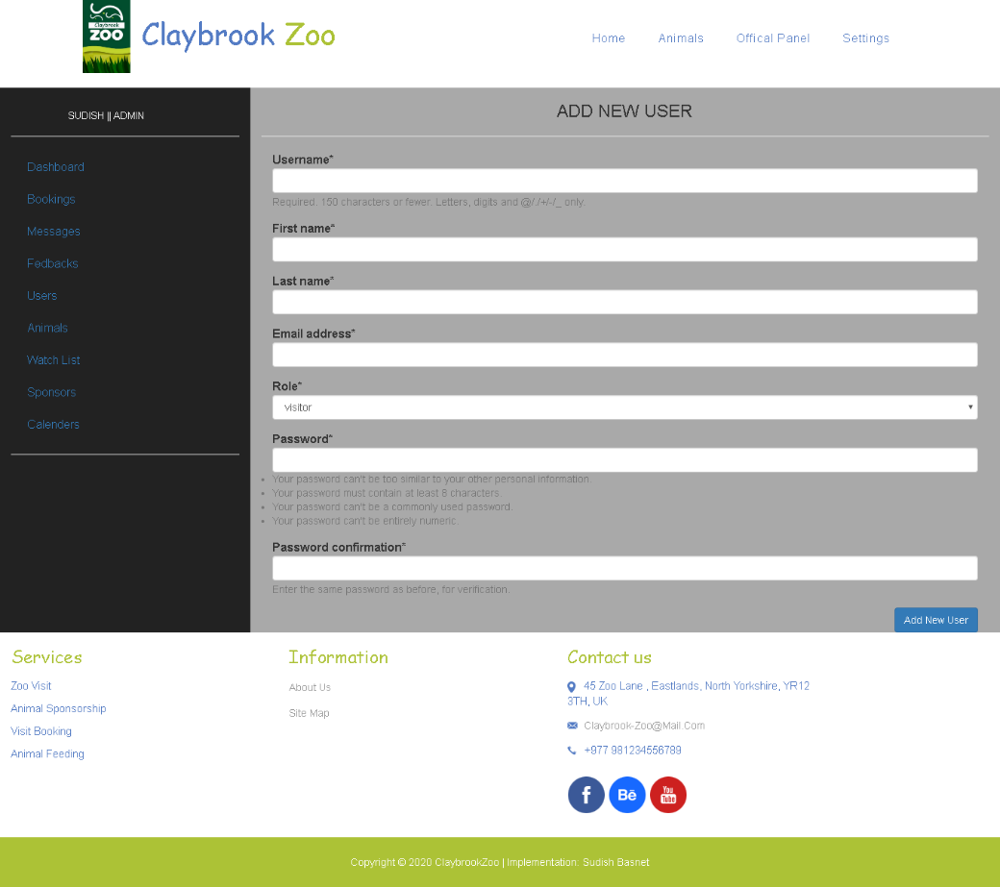 Claybrook
ZOO
Claybrook Zoo
Home Animals Offical Panel Settings
SUDISH || ADMIN
Dashboard
Bookings
Messages
Fedbacks
Users
Animals
Watch List
Sponsors
Calenders
ADD NEW USER
Username*
Required. 150 characters or fewer. Letters, digits and @/./+/-/_ only.
First name*
Last name*
Email address*
Role*
visitor
Password*
Your password can't be too similar to your other personal information.
Your password must contain at least 8 characters.
Your password can't be a commonly used password.
Your password can't be entirely numeric.
Password confirmation*
Enter the same password as before, for verification.
Add New User
Services
Zoo Visit
Animal Sponsorship
Visit Booking
Animal Feeding
Information
About Us
Site Map
Contact us
45 Zoo Lane , Eastlands, North Yorkshire, YR12
3TH, UK
Claybrook-Zoo@Mail.Com
+977 981234556789
f
Bē
You
Tube
Copyright © 2020 ClaybrookZoo | Implementation: Sudish Basnet